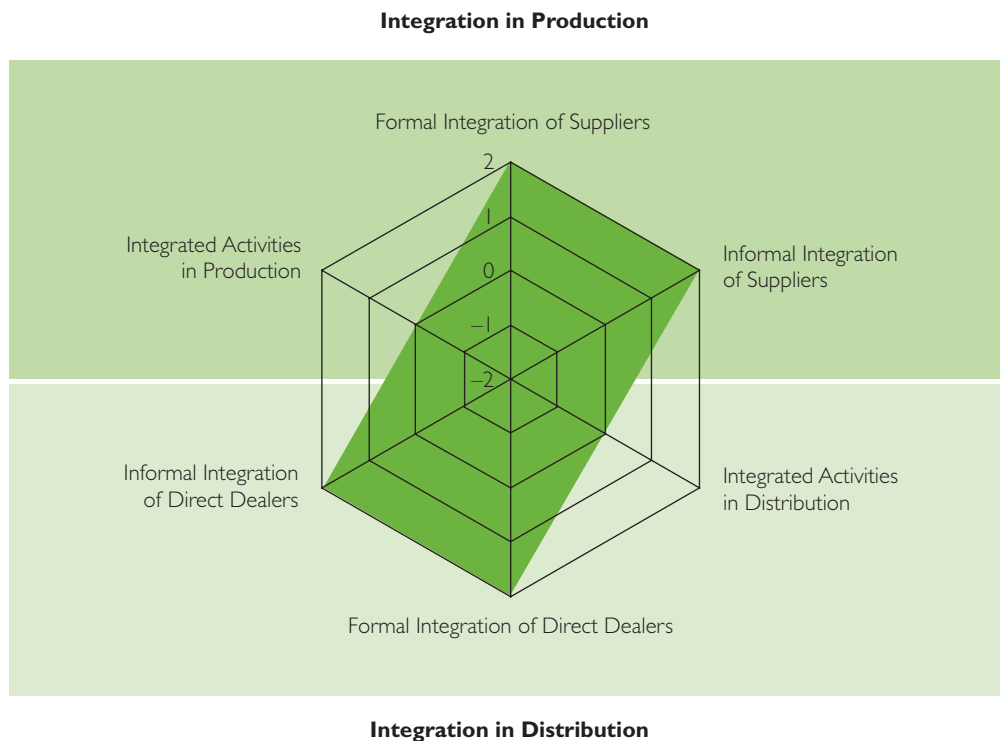 Integration in Production
Formal Integration of Suppliers
2
1
0
–1
–2
Integrated Activities
in Production
Informal Integration
of Suppliers
Informal Integration
of Direct Dealers
Integrated Activities
in Distribution
Formal Integration of Direct Dealers
Integration in Distribution